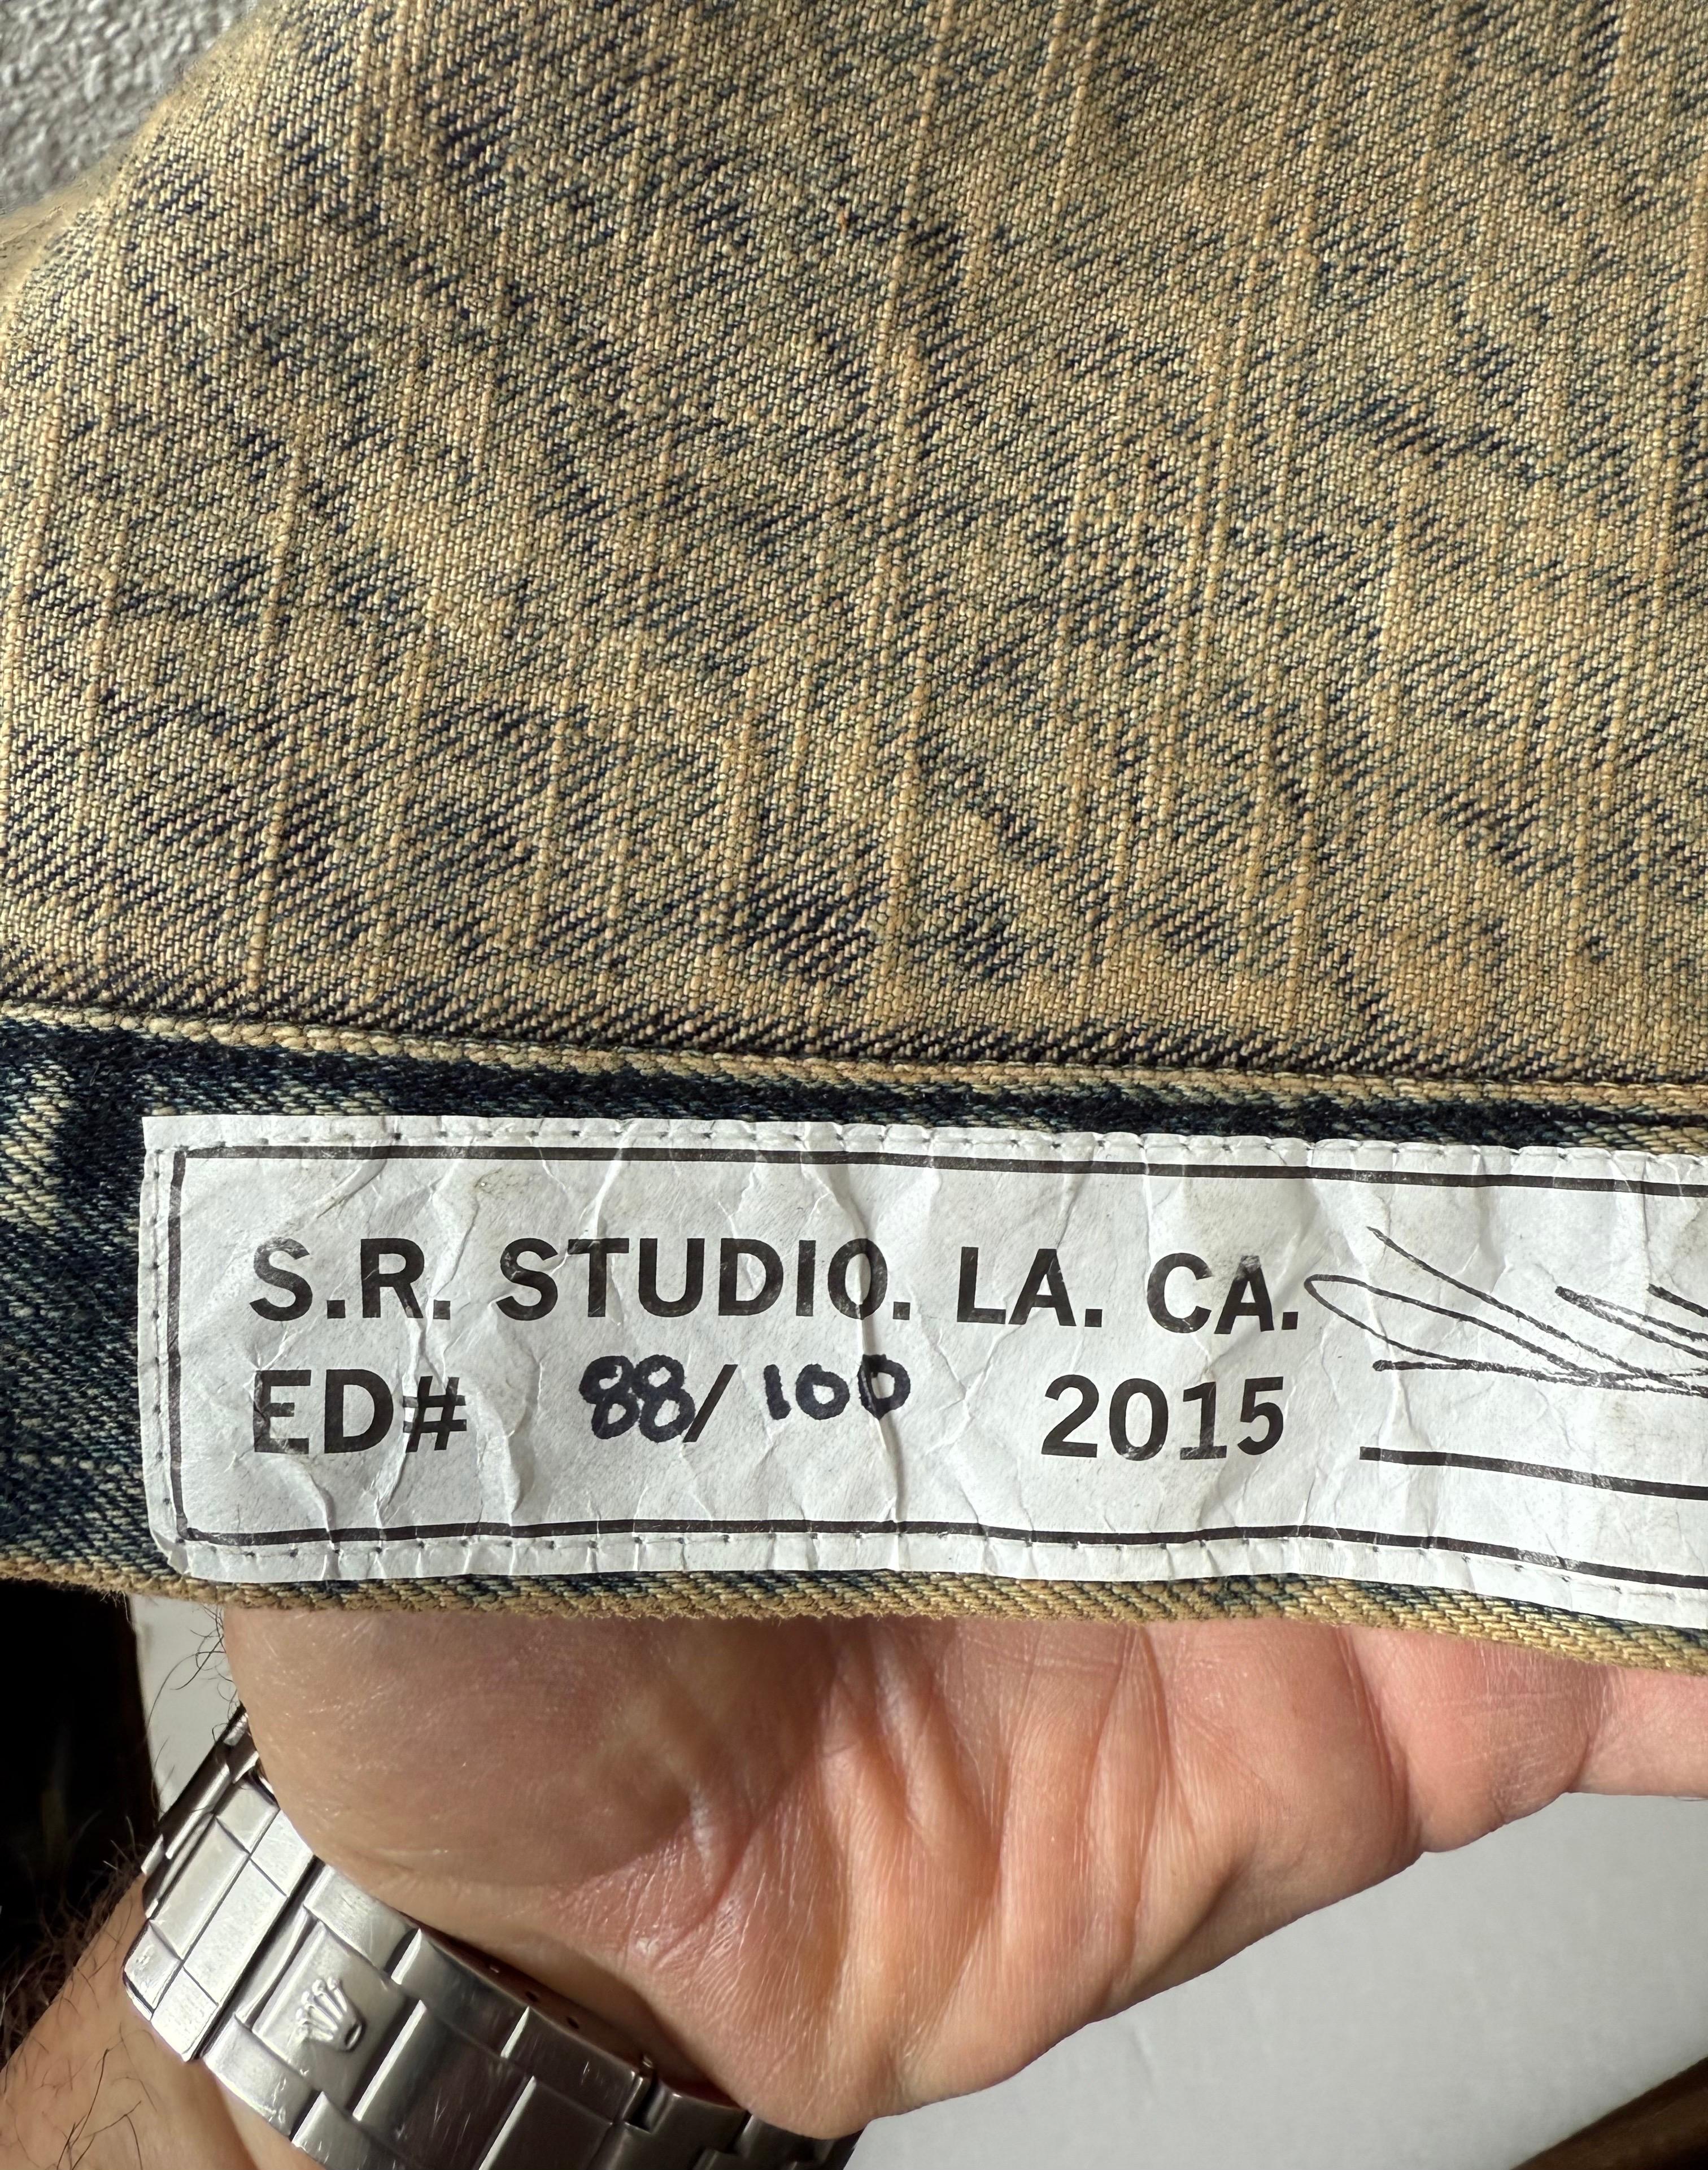 S.R. STUDIO. LA. CA.
ED# 88/100 2015